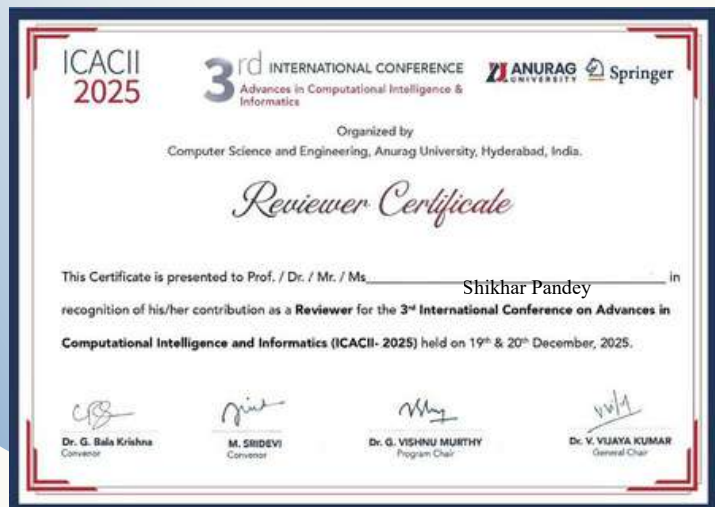 ICACII
2025
3rd INTERNATIONAL CONFERENCE
Advances in Computational Intelligence &
Informatics
ANURAG
UNIVERSITY
Springer
Organized by
Computer Science and Engineering, Anurag University, Hyderabad, India.
Reviewer Certificate
This Certificate is presented to Prof. / Dr. / Mr. / Ms Shikhar Pandey in
recognition of his/her contribution as a Reviewer for the 3rd International Conference on Advances in
Computational Intelligence and Informatics (ICACII- 2025) held on 19th & 20th December, 2025.
Dr. G. Bala Krishna
Convenor
M. SRIDEVI
Convenor
Dr. G. VISHNU MURTHY
Program Chair
Dr. V. VIJAYA KUMAR
General Chair